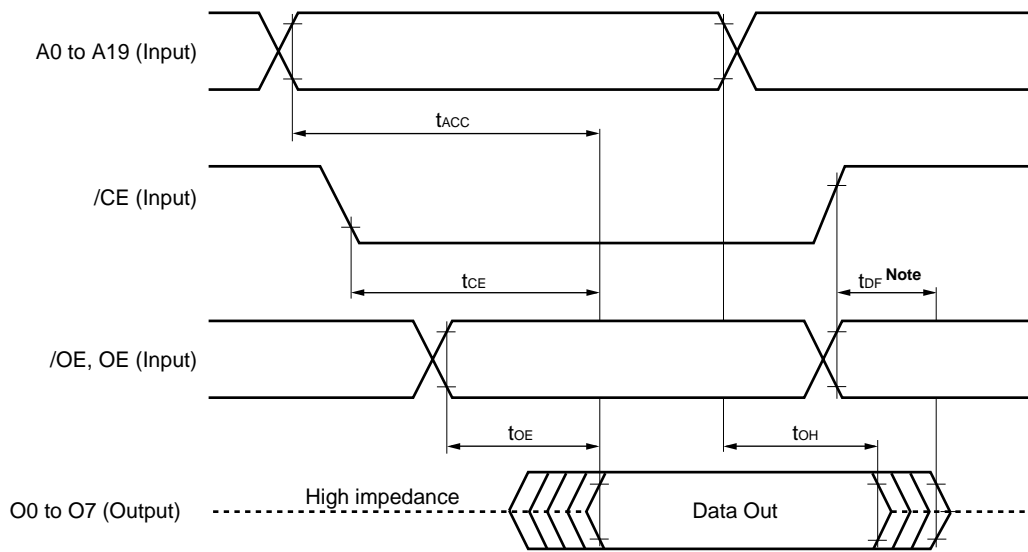 A0 to A19 (Input)
tACC
/CE (Input)
tCE
tDF Note
/OE, OE (Input)
tOE
tOH
O0 to O7 (Output)
High impedance
Data Out